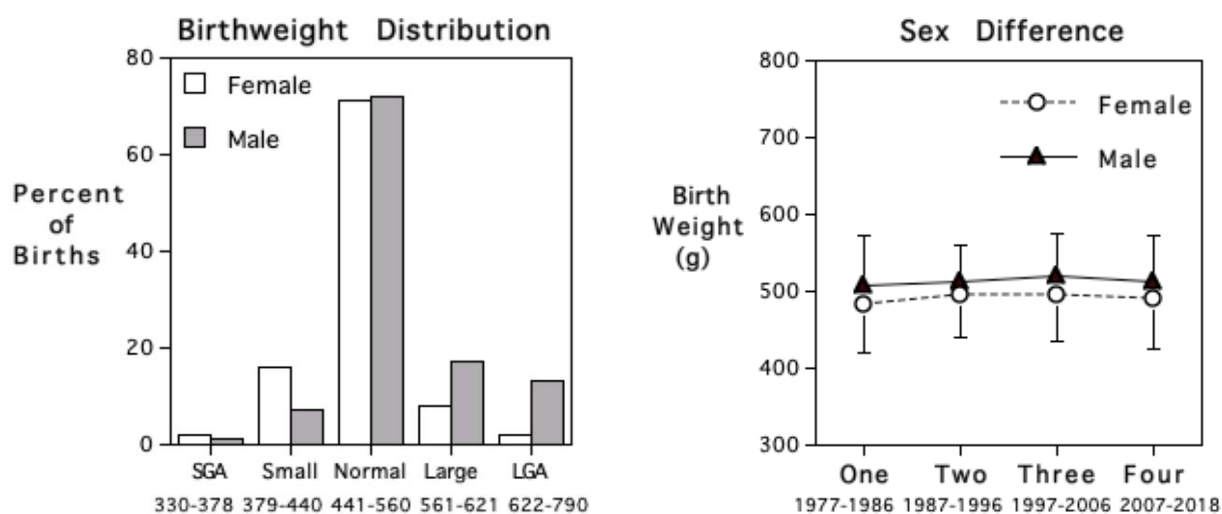 Birthweight Distribution
80
60
40
20
0
Percent
of
Births
Female
Male
SGA Small Normal Large LGA
330-378 379-440 441-560 561-621 622-790
Sex Difference
800
700
600
500
400
300
Birth
Weight
(g)
Female
Male
One Two Three Four
1977-1986 1987-1996 1997-2006 2007-2018